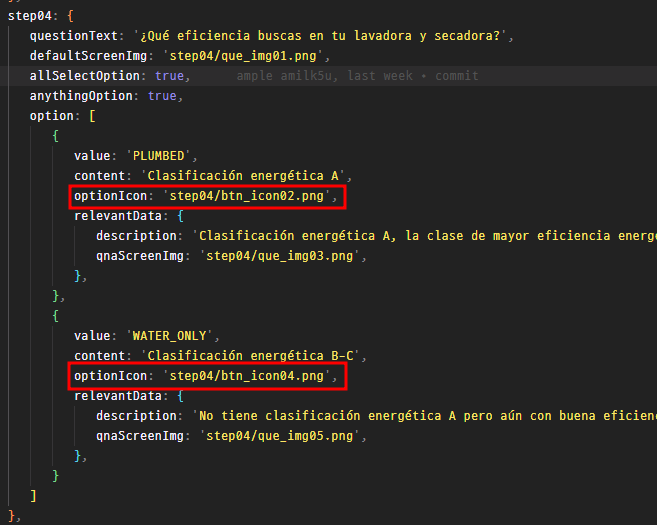 step04: {
questionText: '¿Qué eficiencia buscas en tu lavadora y secadora?',
defaultScreenImg: 'step04/que_img01.png',
allSelectOption: true, ample amilk5u, last week • commit
anythingOption: true,
option: [
{
value: 'PLUMBED',
content: 'Clasificación energética A',
optionIcon: 'step04/btn_icon02.png',
relevantData: {
description: 'Clasificación energética A, la clase de mayor eficiencia energé
qnaScreenImg: 'step04/que_img03.png',
},
},
{
value: 'WATER_ONLY',
content: 'Clasificación energética B-C',
optionIcon: 'step04/btn_icon04.png',
relevantData: {
description: 'No tiene clasificación energética A pero aún con buena eficienc
qnaScreenImg: 'step04/que_img05.png',
},
}
]
},